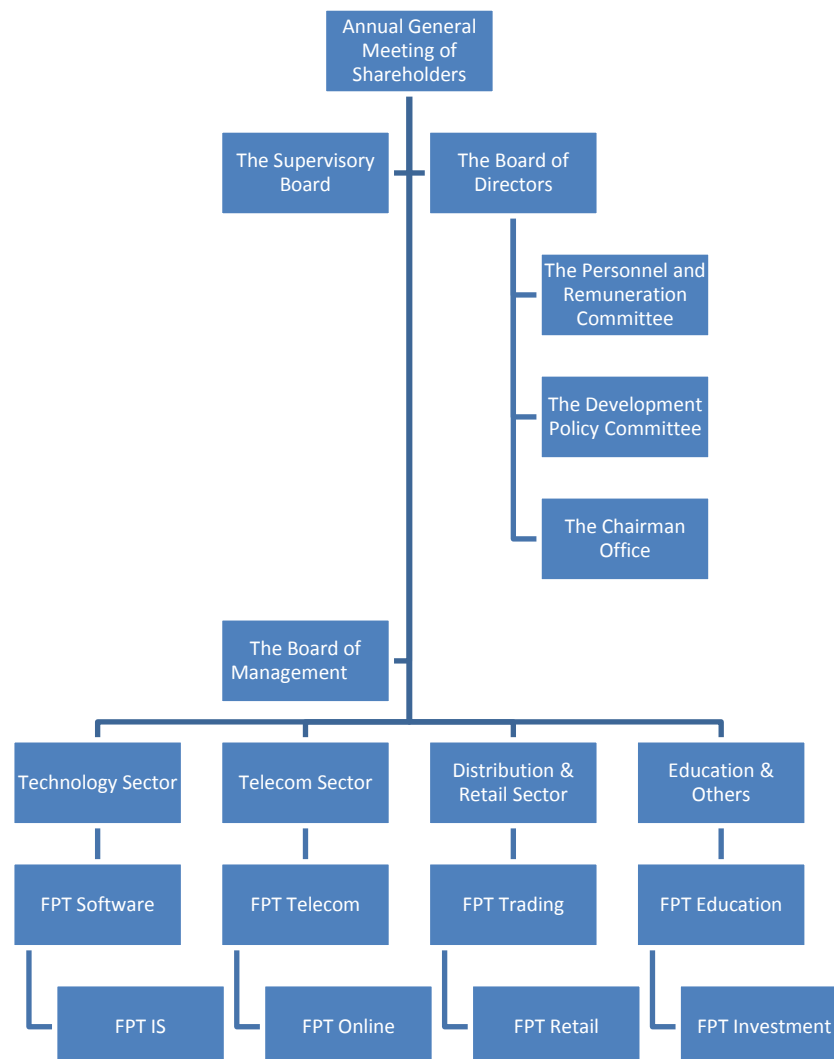 Annual General
Meeting of
Shareholders
The Supervisory
Board
The Board of
Directors
The Personnel and
Remuneration
Committee
The Development
Policy Committee
The Chairman
Office
The Board of
Management
Technology Sector
Telecom Sector
Distribution &
Retail Sector
Education &
Others
FPT Software
FPT Telecom
FPT Trading
FPT Education
FPT IS
FPT Online
FPT Retail
FPT Investment